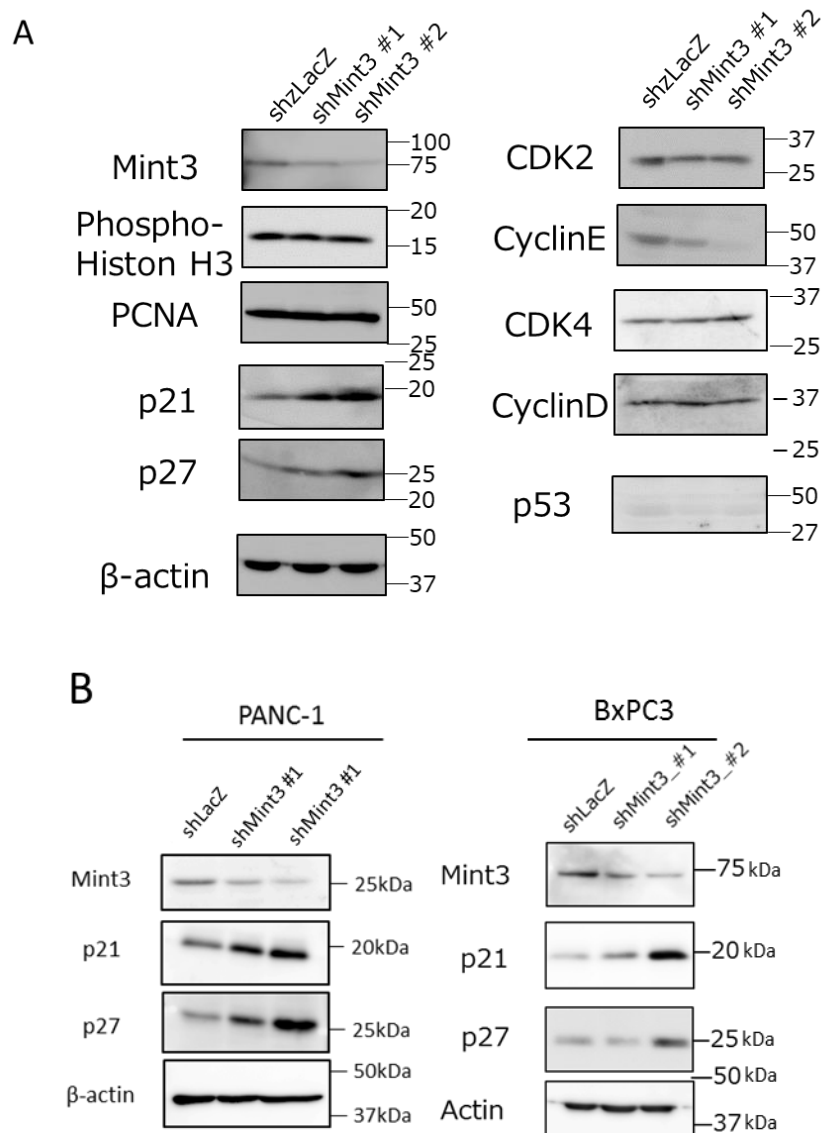 A
shzLacZ
shMint3 #1
shMint3 #2
Mint3
100
75
Phospho-
Histon H3
20
15
PCNA
50
25
p21
25
20
p27
25
20
β-actin
50
37
shzLacZ
shMint3 #1
shMint3 #2
CDK2
37
25
CyclinE
50
37
CDK4
37
25
CyclinD
37
25
p53
50
27
B
PANC-1
shLacZ
shMint3 #1
shMint3 #1
Mint3
25kDa
p21
20kDa
p27
25kDa
β-actin
50kDa
37kDa
BxPC3
shLacZ
shMint3_#1
shMint3_#2
Mint3
75 kDa
p21
20 kDa
p27
25 kDa
50 kDa
Actin
37 kDa